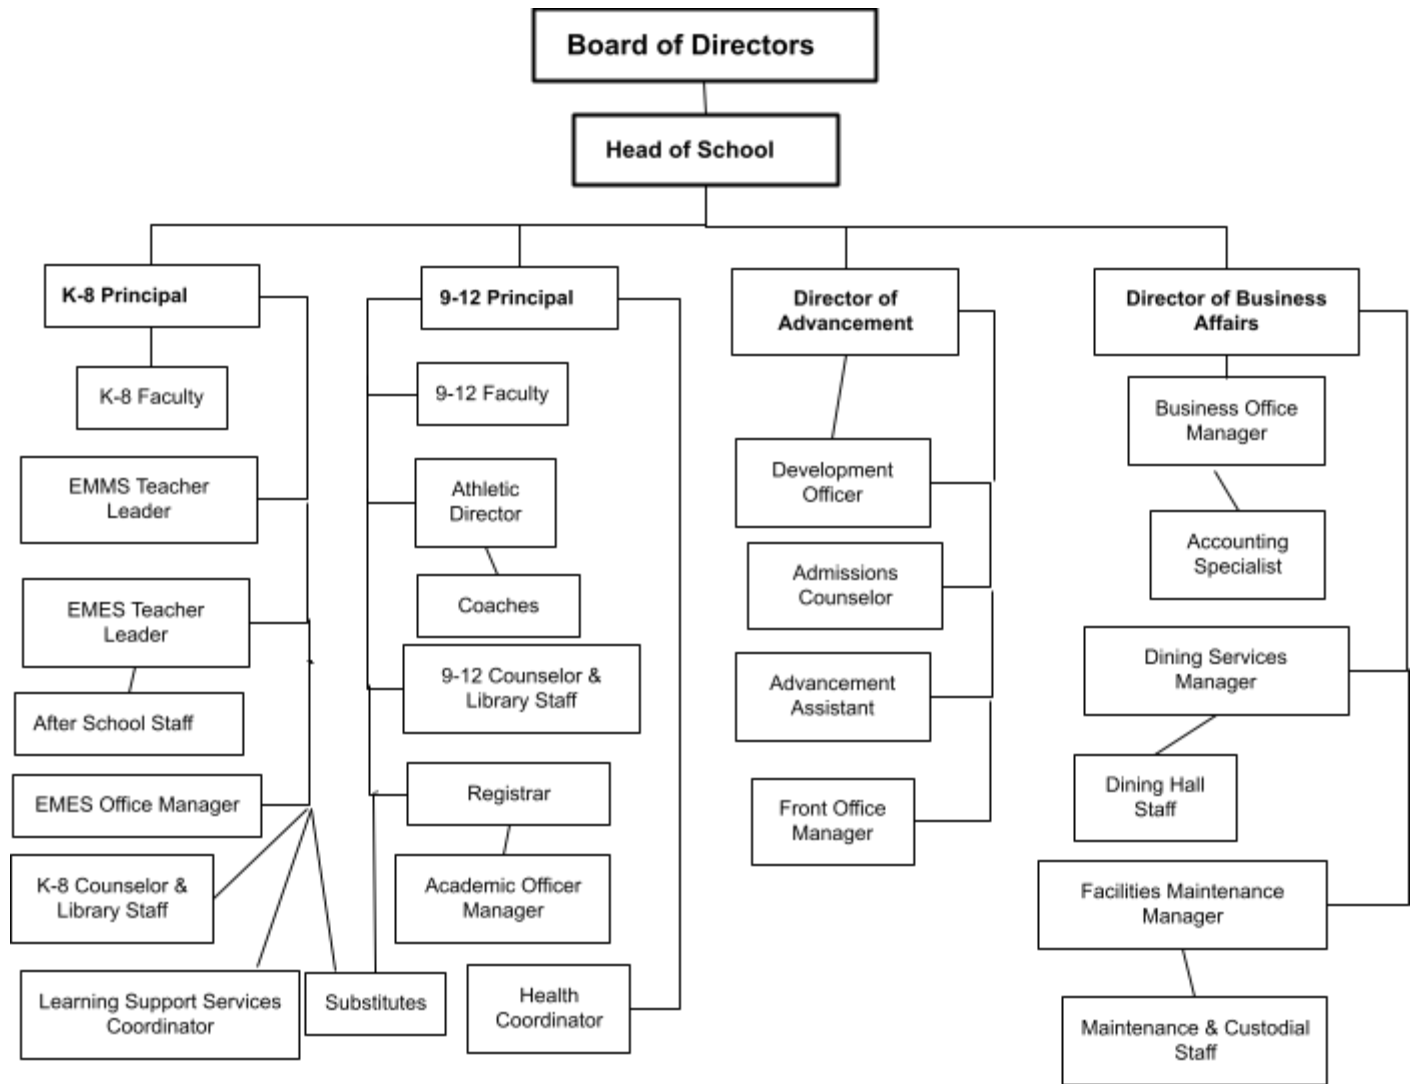 Board of Directors
Head of School
K-8 Principal
K-8 Faculty
EMMS Teacher
Leader
EMES Teacher
Leader
After School Staff
EMES Office Manager
K-8 Counselor &
Library Staff
Learning Support Services
Coordinator
Substitutes
9-12 Principal
9-12 Faculty
Athletic
Director
Coaches
9-12 Counselor &
Library Staff
Registrar
Academic Officer
Manager
Health
Coordinator
Director of
Advancement
Development
Officer
Admissions
Counselor
Advancement
Assistant
Front Office
Manager
Director of Business
Affairs
Business Office
Manager
Accounting
Specialist
Dining Services
Manager
Dining Hall
Staff
Facilities Maintenance
Manager
Maintenance & Custodial
Staff